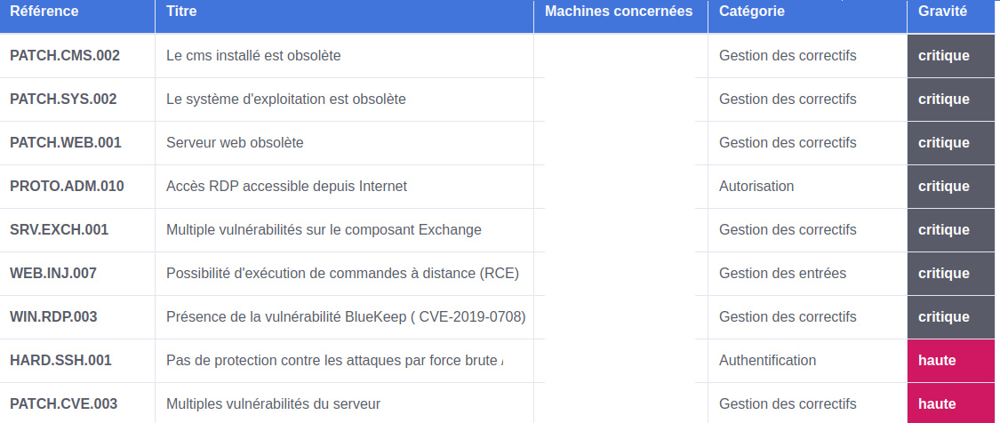 Référence Titre Machines concernées Catégorie Gravité
PATCH.CMS.002 Le cms installé est obsolète Gestion des correctifs critique
PATCH.SYS.002 Le système d'exploitation est obsolète Gestion des correctifs critique
PATCH.WEB.001 Serveur web obsolète Gestion des correctifs critique
PROTO.ADM.010 Accès RDP accessible depuis Internet Autorisation critique
SRV.EXCH.001 Multiple vulnérabilités sur le composant Exchange Gestion des correctifs critique
WEB.INJ.007 Possibilité d'exécution de commandes à distance (RCE) Gestion des entrées critique
WIN.RDP.003 Présence de la vulnérabilité BlueKeep ( CVE-2019-0708) Gestion des correctifs critique
HARD.SSH.001 Pas de protection contre les attaques par force brute Authentification haute
PATCH.CVE.003 Multiples vulnérabilités du serveur Gestion des correctifs haute